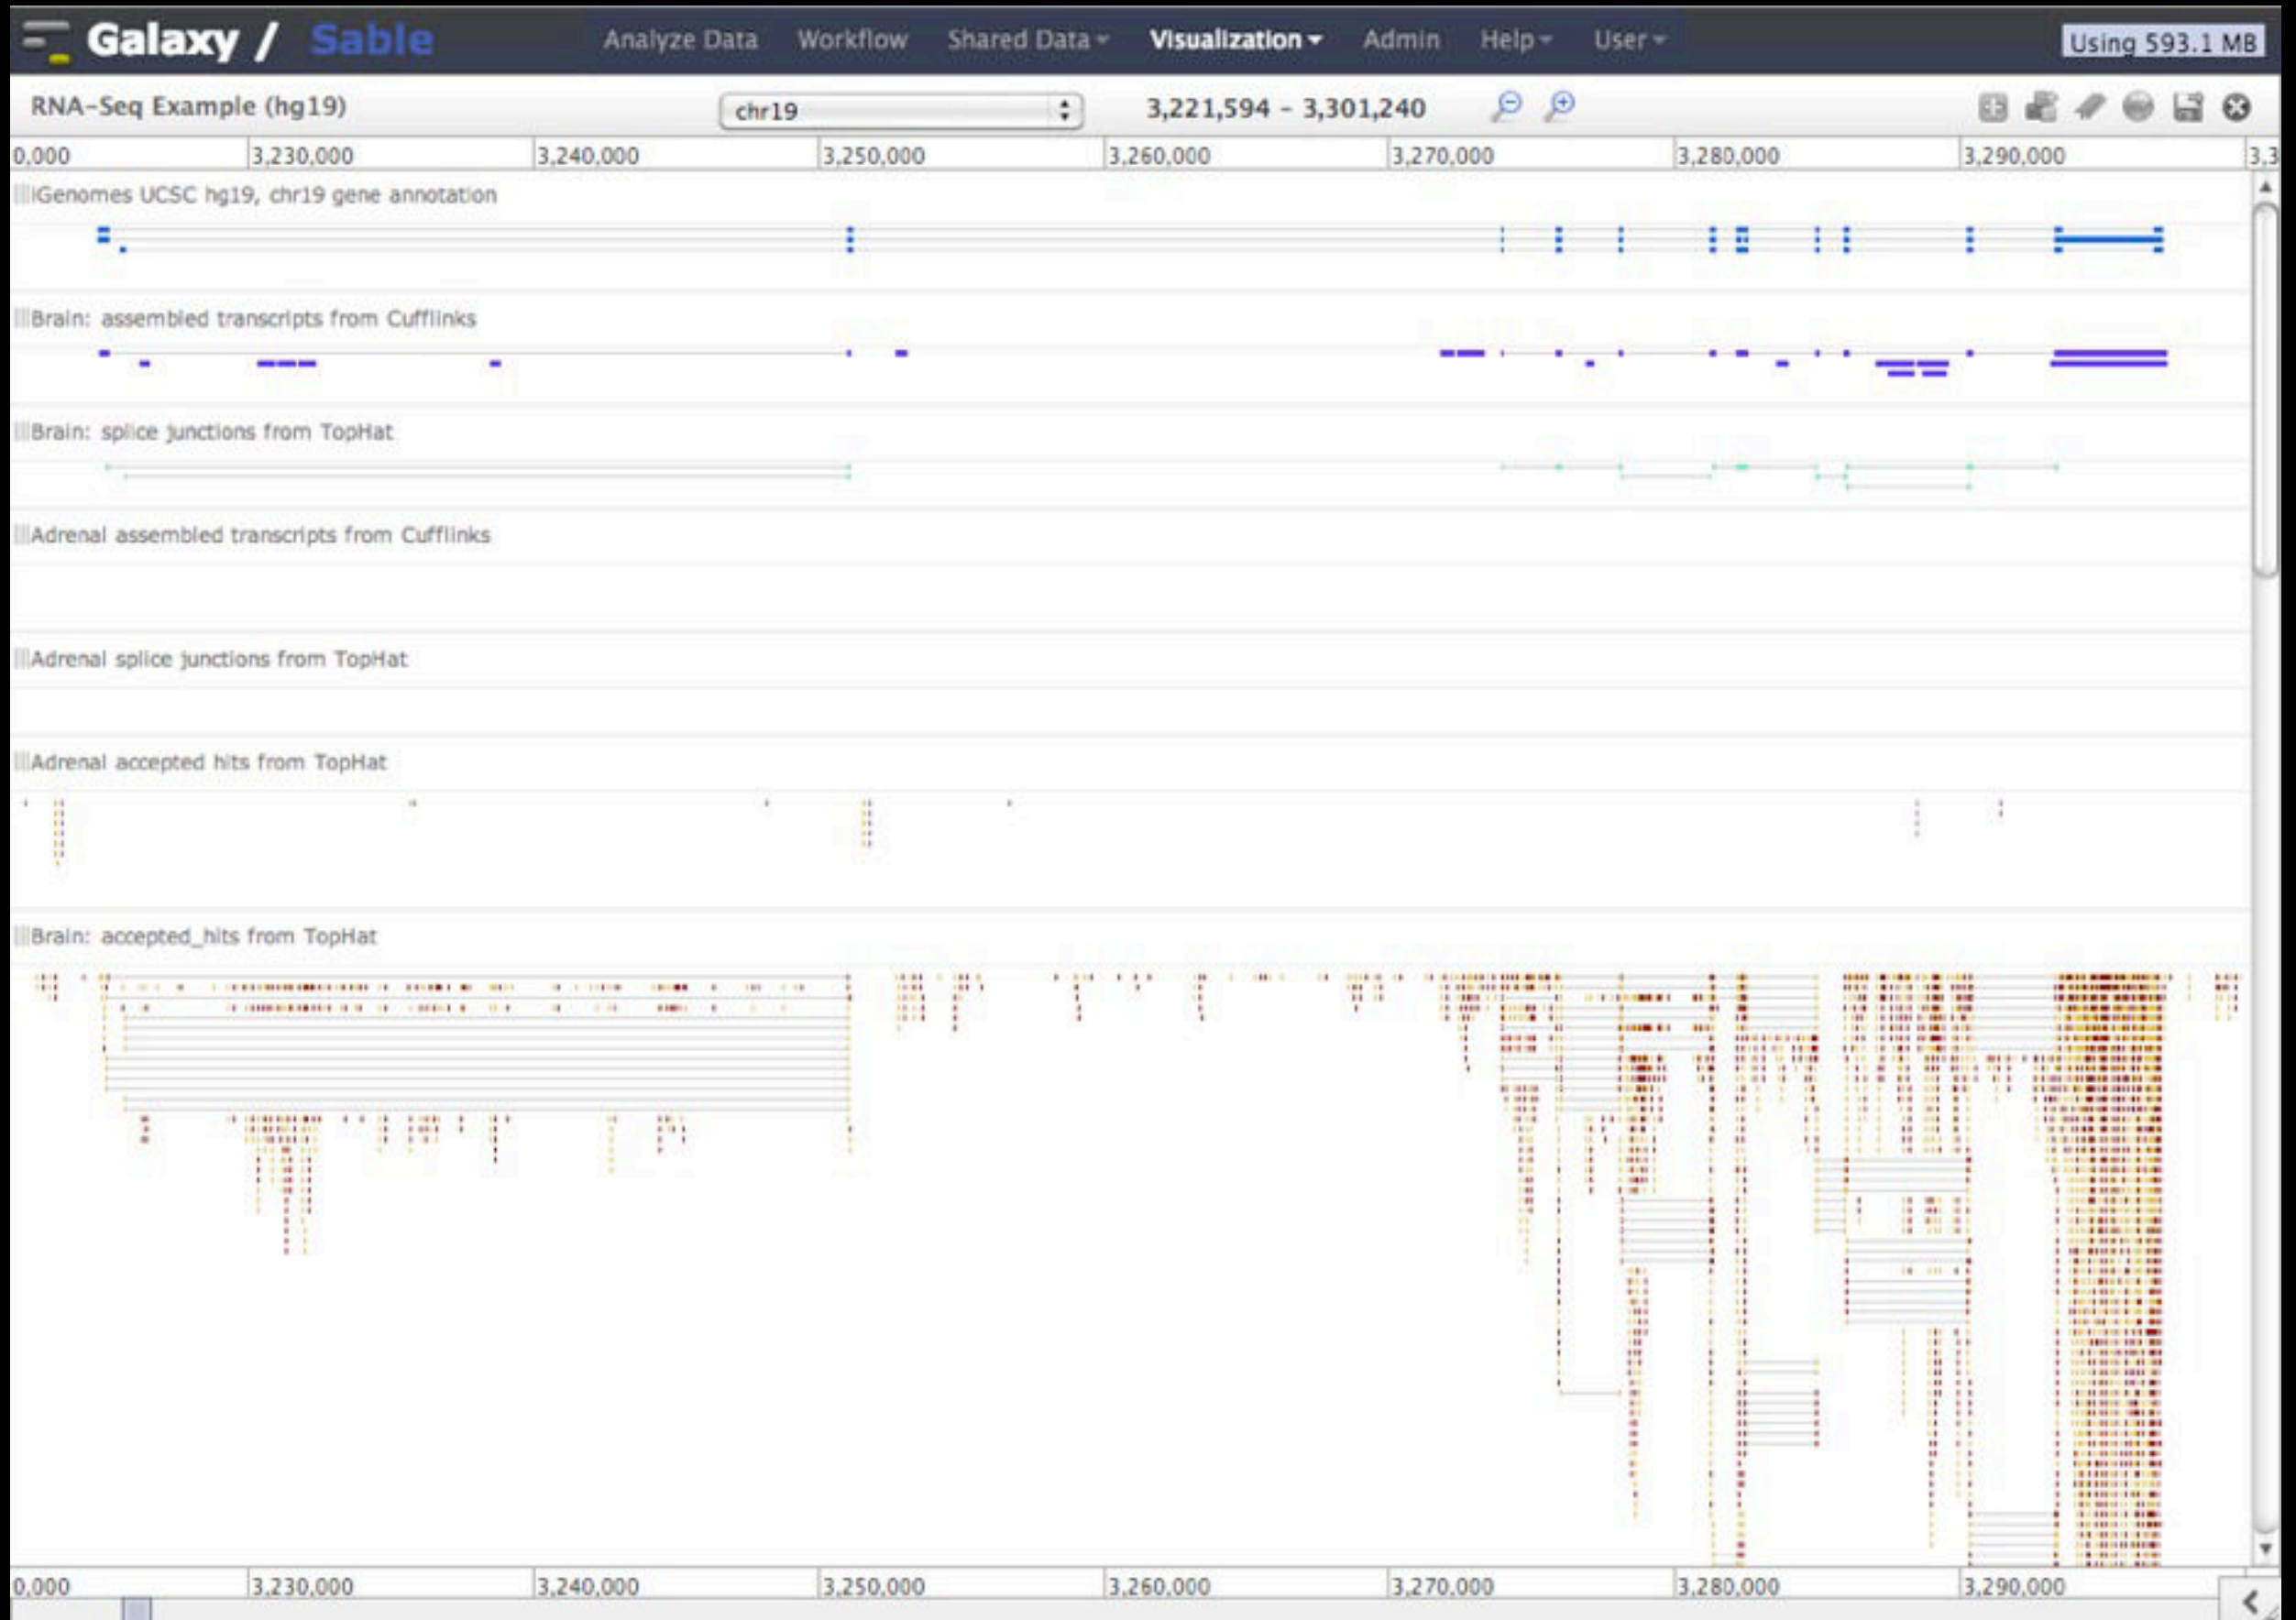 Galaxy / Sable Analyze Data Workflow Shared Data Visualization Admin Help User Using 593.1 MB
RNA-Seq Example (hg19) chr19 3,221,594 - 3,301,240
0,000 3,230,000 3,240,000 3,250,000 3,260,000 3,270,000 3,280,000 3,290,000 3,3
iGenomes UCSC hg19, chr19 gene annotation
Brain: assembled transcripts from Cufflinks
Brain: splice junctions from TopHat
Adrenal assembled transcripts from Cufflinks
Adrenal splice junctions from TopHat
Adrenal accepted hits from TopHat
Brain: accepted_hits from TopHat
0,000 3,230,000 3,240,000 3,250,000 3,260,000 3,270,000 3,280,000 3,290,000